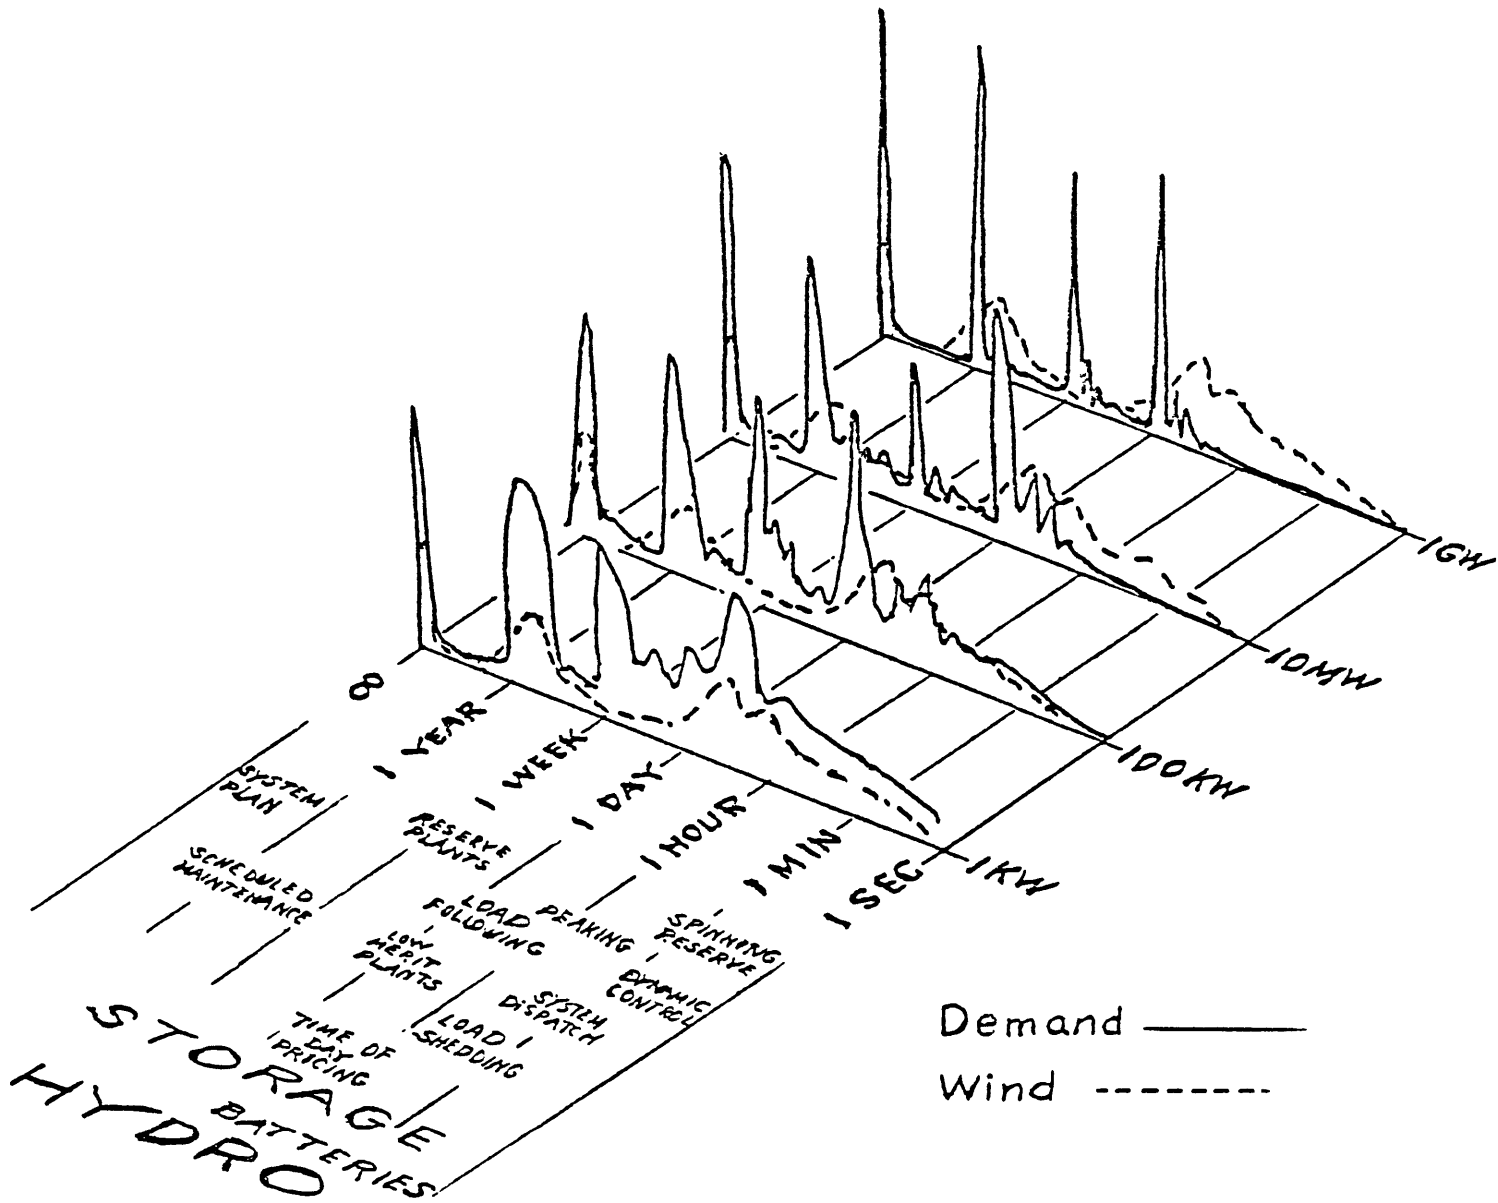 1GW
10MW
100KW
1KW
∞
1 YEAR
1 WEEK
1 DAY
1 HOUR
1 MIN
1 SEC
SYSTEM
PLAN
SCHEDULED
MAINTENANCE
RESERVE
PLANTS
LOAD
FOLLOWING
PEAKING
SPINNING
RESERVE
LOW
MERIT
PLANTS
SYSTEM
DISPATCH
DYNAMIC
CONTROL
TIME OF
DAY
PRICING
LOAD
SHEDDING
STORAGE
BATTERIES
HYDRO
Demand
Wind